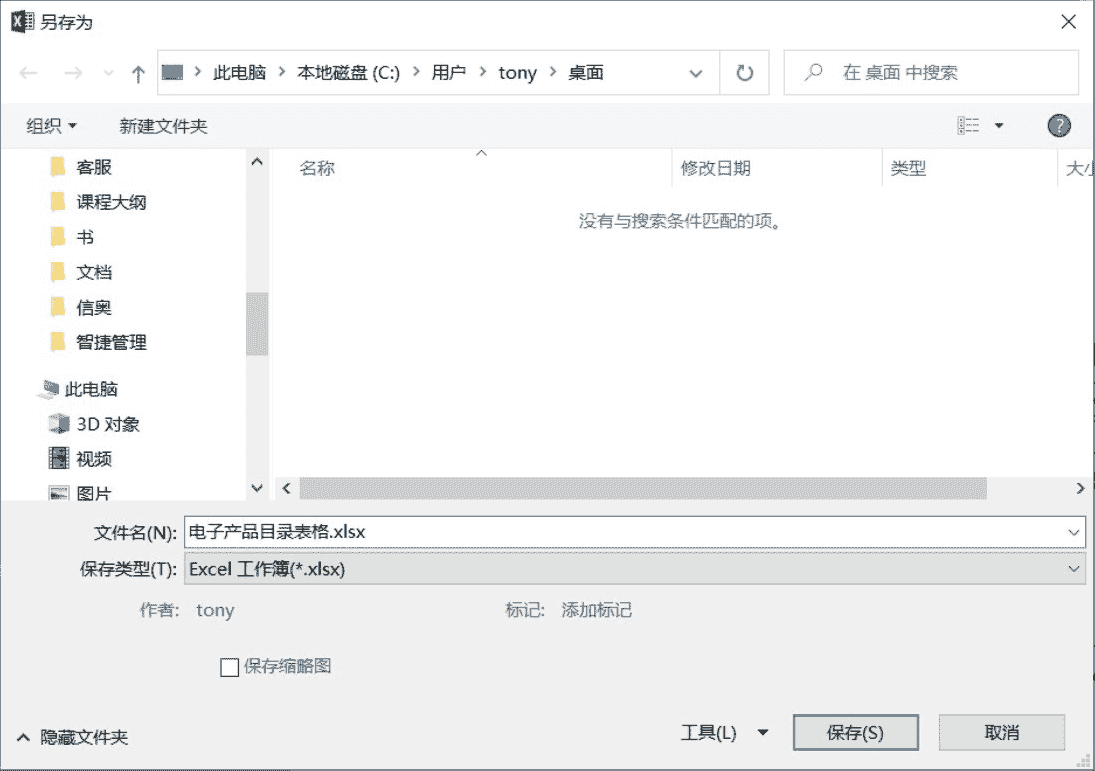 另存为
此电脑 > 本地磁盘 (C:) > 用户 > tony > 桌面
在 桌面 中搜索
组织
新建文件夹
客服
课程大纲
书
文档
信奥
智捷管理
此电脑
3D 对象
视频
图片
名称
修改日期
类型
大小
没有与搜索条件匹配的项。
文件名(N): 电子产品目录表格.xlsx
保存类型(T): Excel 工作簿(*.xlsx)
作者: tony
标记: 添加标记
保存缩略图
隐藏文件夹
工具(L)
保存(S)
取消